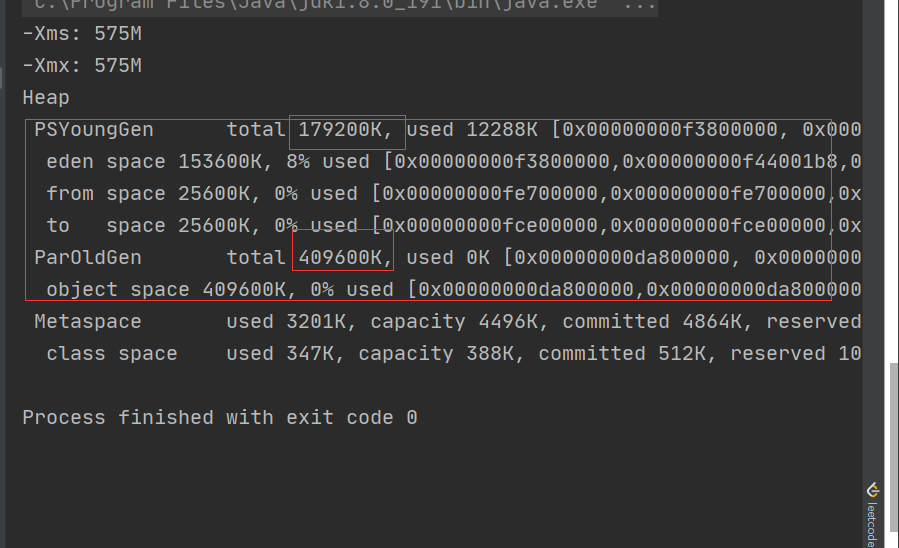 C:\Program Files\Java\jdk1.8.0_191\bin\java.exe" ...
-Xms: 575M
-Xmx: 575M
Heap
PSYoungGen total 179200K, used 12288K [0x00000000f3800000, 0x000
eden space 153600K, 8% used [0x00000000f3800000,0x00000000f44001b8,0
from space 25600K, 0% used [0x00000000fe700000,0x00000000fe700000,0x
to space 25600K, 0% used [0x00000000fce00000,0x00000000fce00000,0x
ParOldGen total 409600K, used 0K [0x00000000da800000, 0x0000000
object space 409600K, 0% used [0x00000000da800000,0x00000000da800000
Metaspace used 3201K, capacity 4496K, committed 4864K, reserved
class space used 347K, capacity 388K, committed 512K, reserved 10
Process finished with exit code 0
leetcode